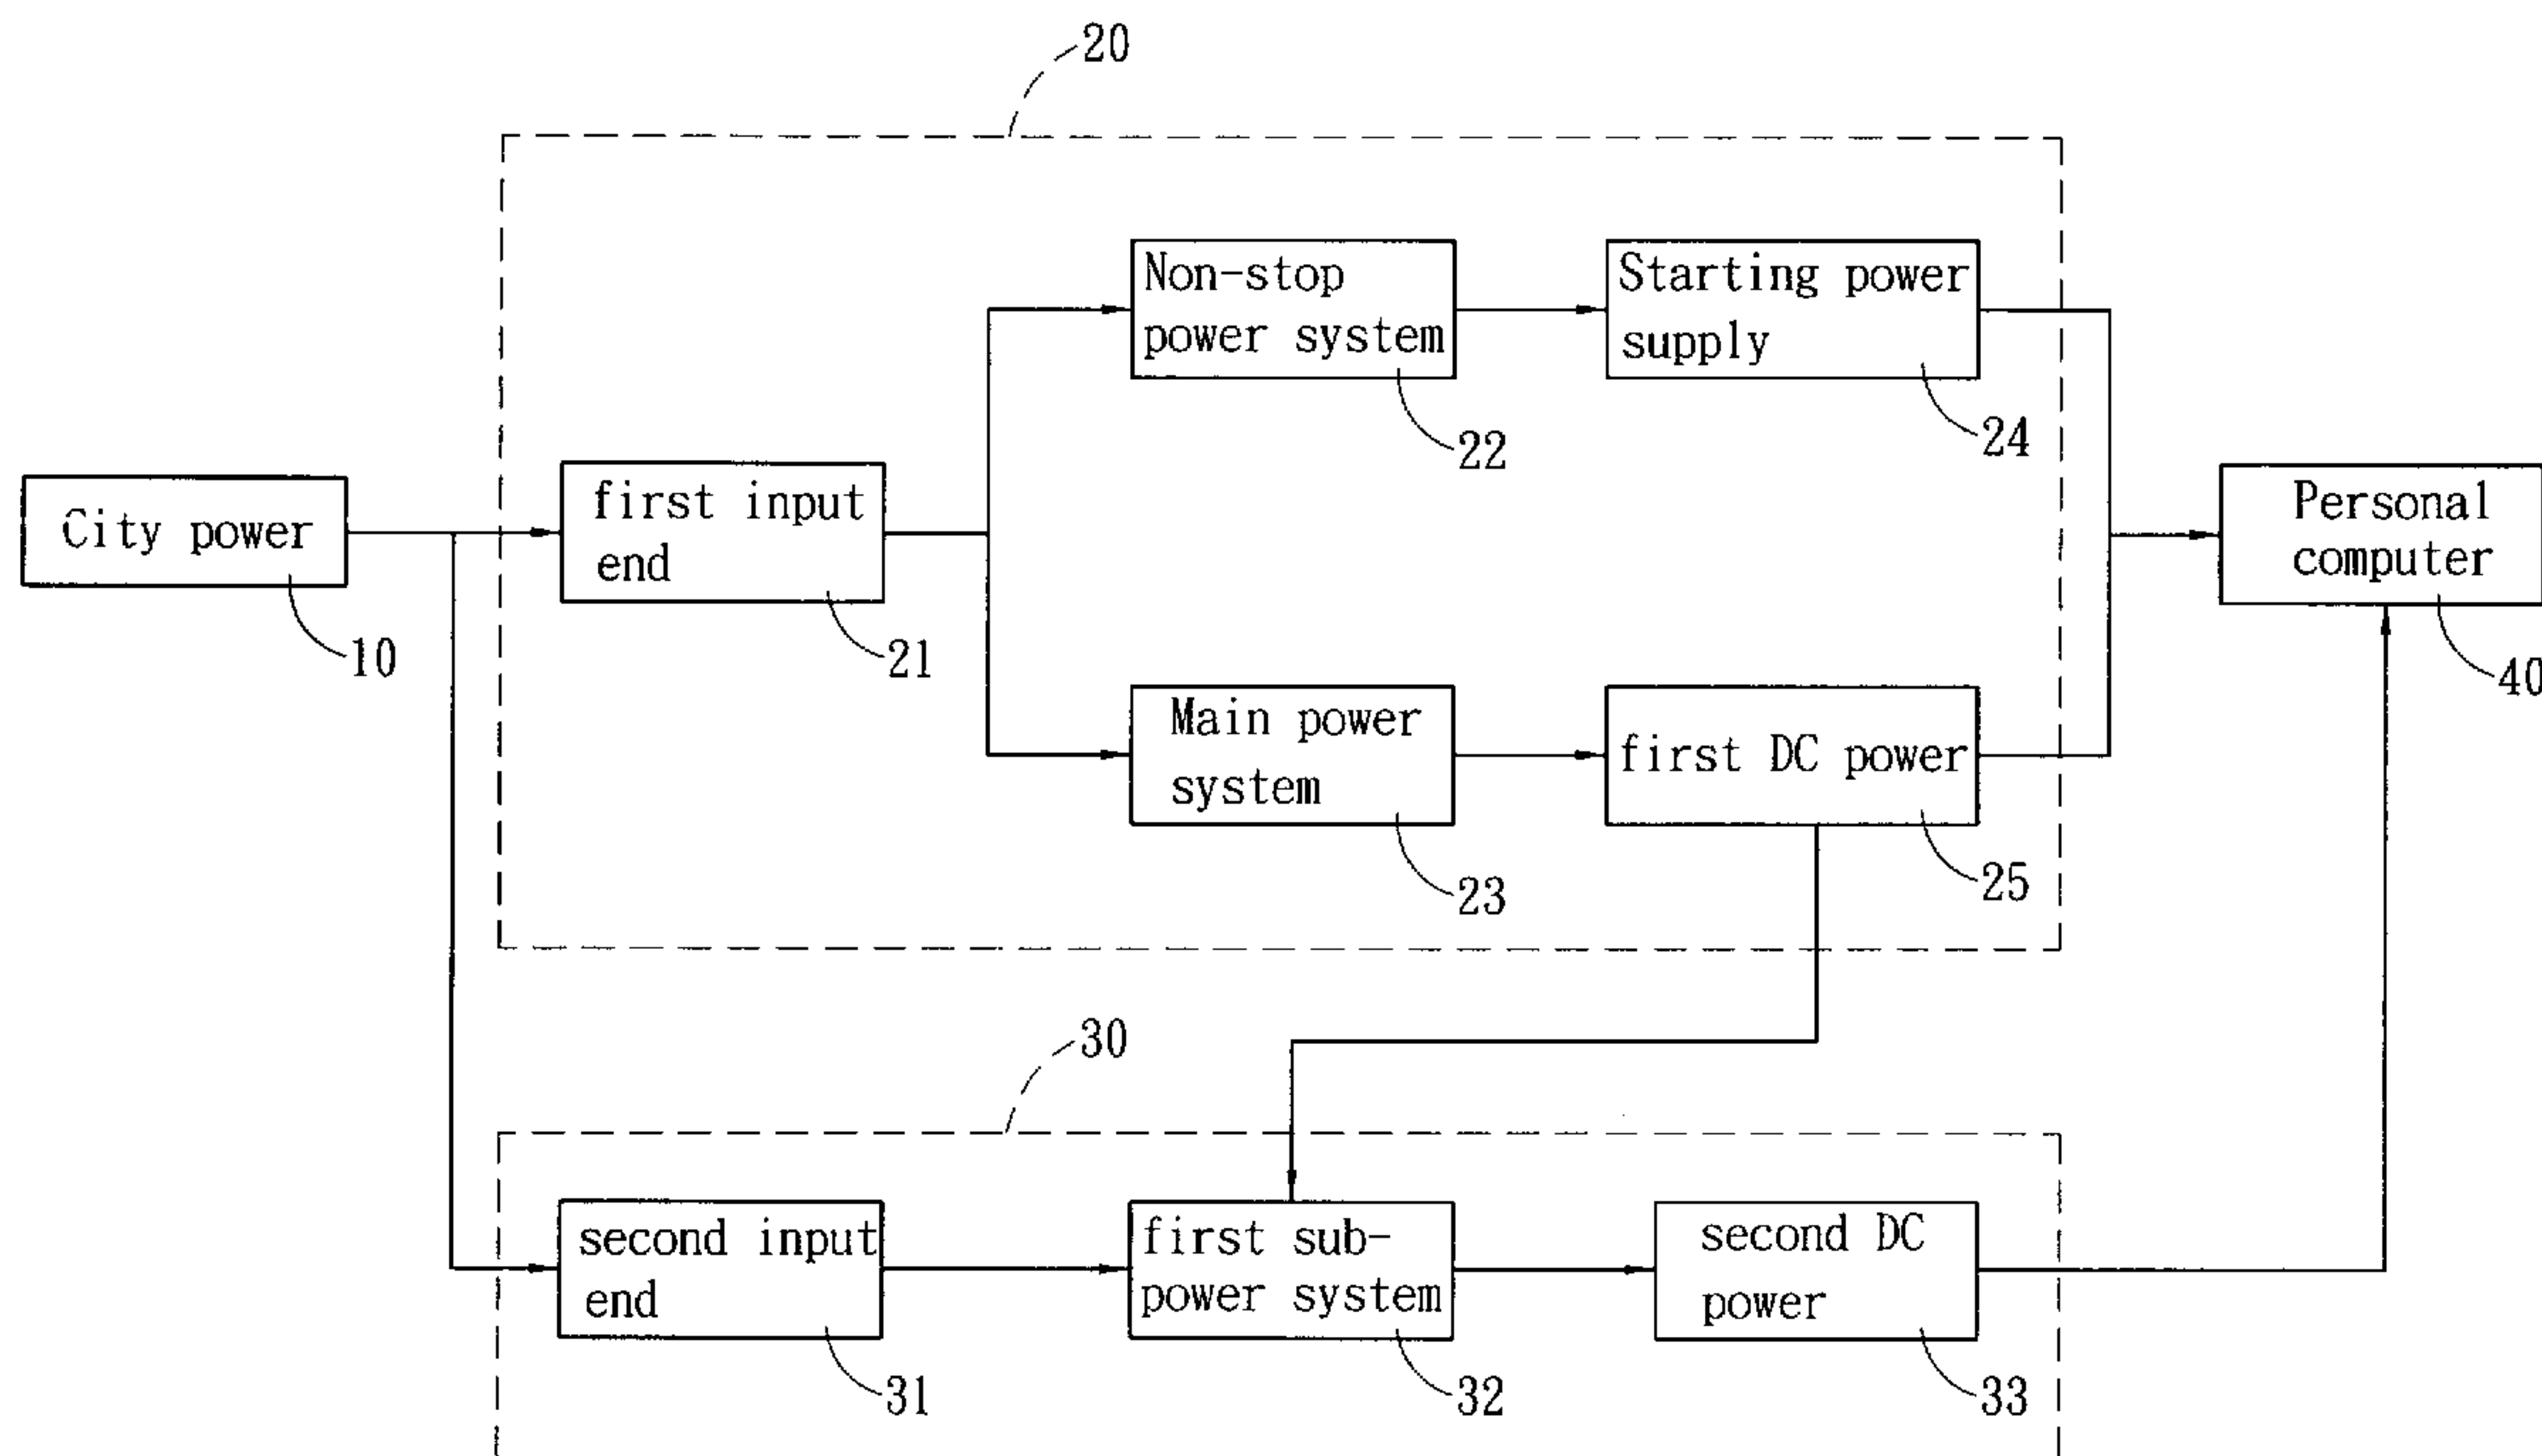 20
Non-stop
power system
22
Starting power
supply
24
City power
10
first input
end
21
Personal
computer
40
Main power
system
23
first DC power
25
30
second input
end
31
first sub-
power system
32
second DC
power
33